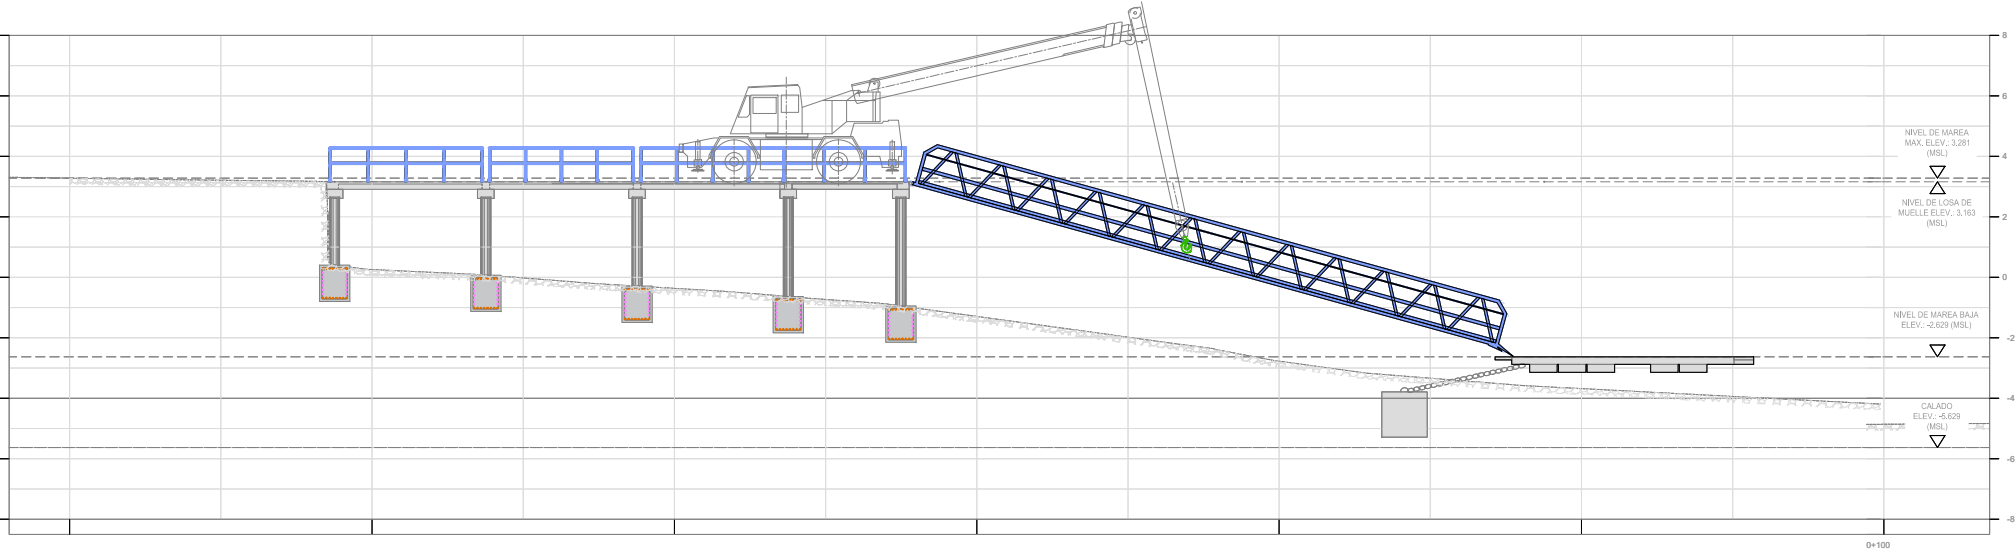 8
6
NIVEL DE MAREA
MAX. ELEV.: 3,281
(MSL)
4
NIVEL DE LOSA DE
MUELLE ELEV.: 3,163
(MSL)
2
0
NIVEL DE MAREA BAJA
ELEV.: -2,629 (MSL)
-2
-4
CALADO
ELEV.: -5,629
(MSL)
-6
-8
0+100